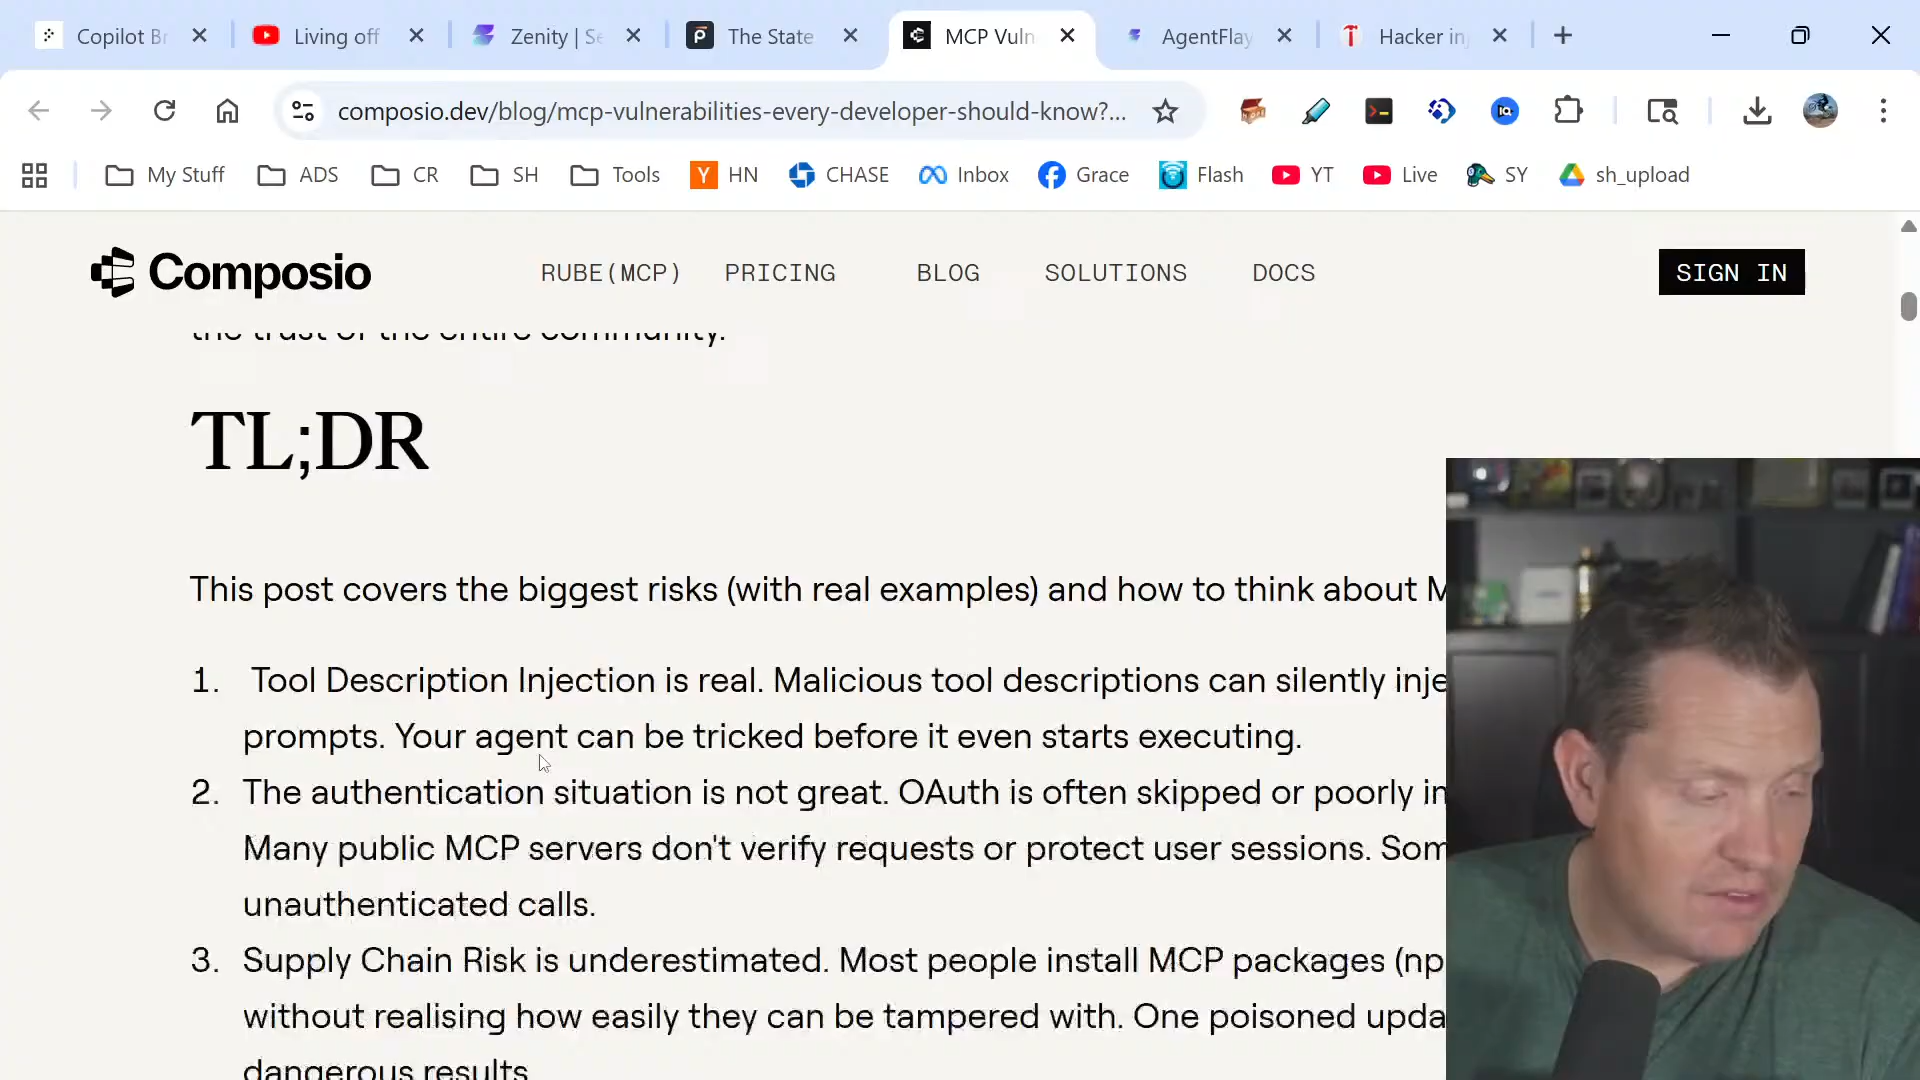 Copilot Br
Living off
Zenity | Se
The State
MCP Vuln
AgentFlay
Hacker inj
composio.dev/blog/mcp-vulnerabilities-every-developer-should-know?...
My Stuff
ADS
CR
SH
Tools
HN
CHASE
Inbox
Grace
Flash
YT
Live
SY
sh_upload
Composio
RUBE(MCP)
PRICING
BLOG
SOLUTIONS
DOCS
SIGN IN
the trust of the entire community.
TL;DR
This post covers the biggest risks (with real examples) and how to think about M
1. Tool Description Injection is real. Malicious tool descriptions can silently inje
prompts. Your agent can be tricked before it even starts executing.
2. The authentication situation is not great. OAuth is often skipped or poorly im
Many public MCP servers don't verify requests or protect user sessions. Som
unauthenticated calls.
3. Supply Chain Risk is underestimated. Most people install MCP packages (np
without realising how easily they can be tampered with. One poisoned upda
dangerous results.